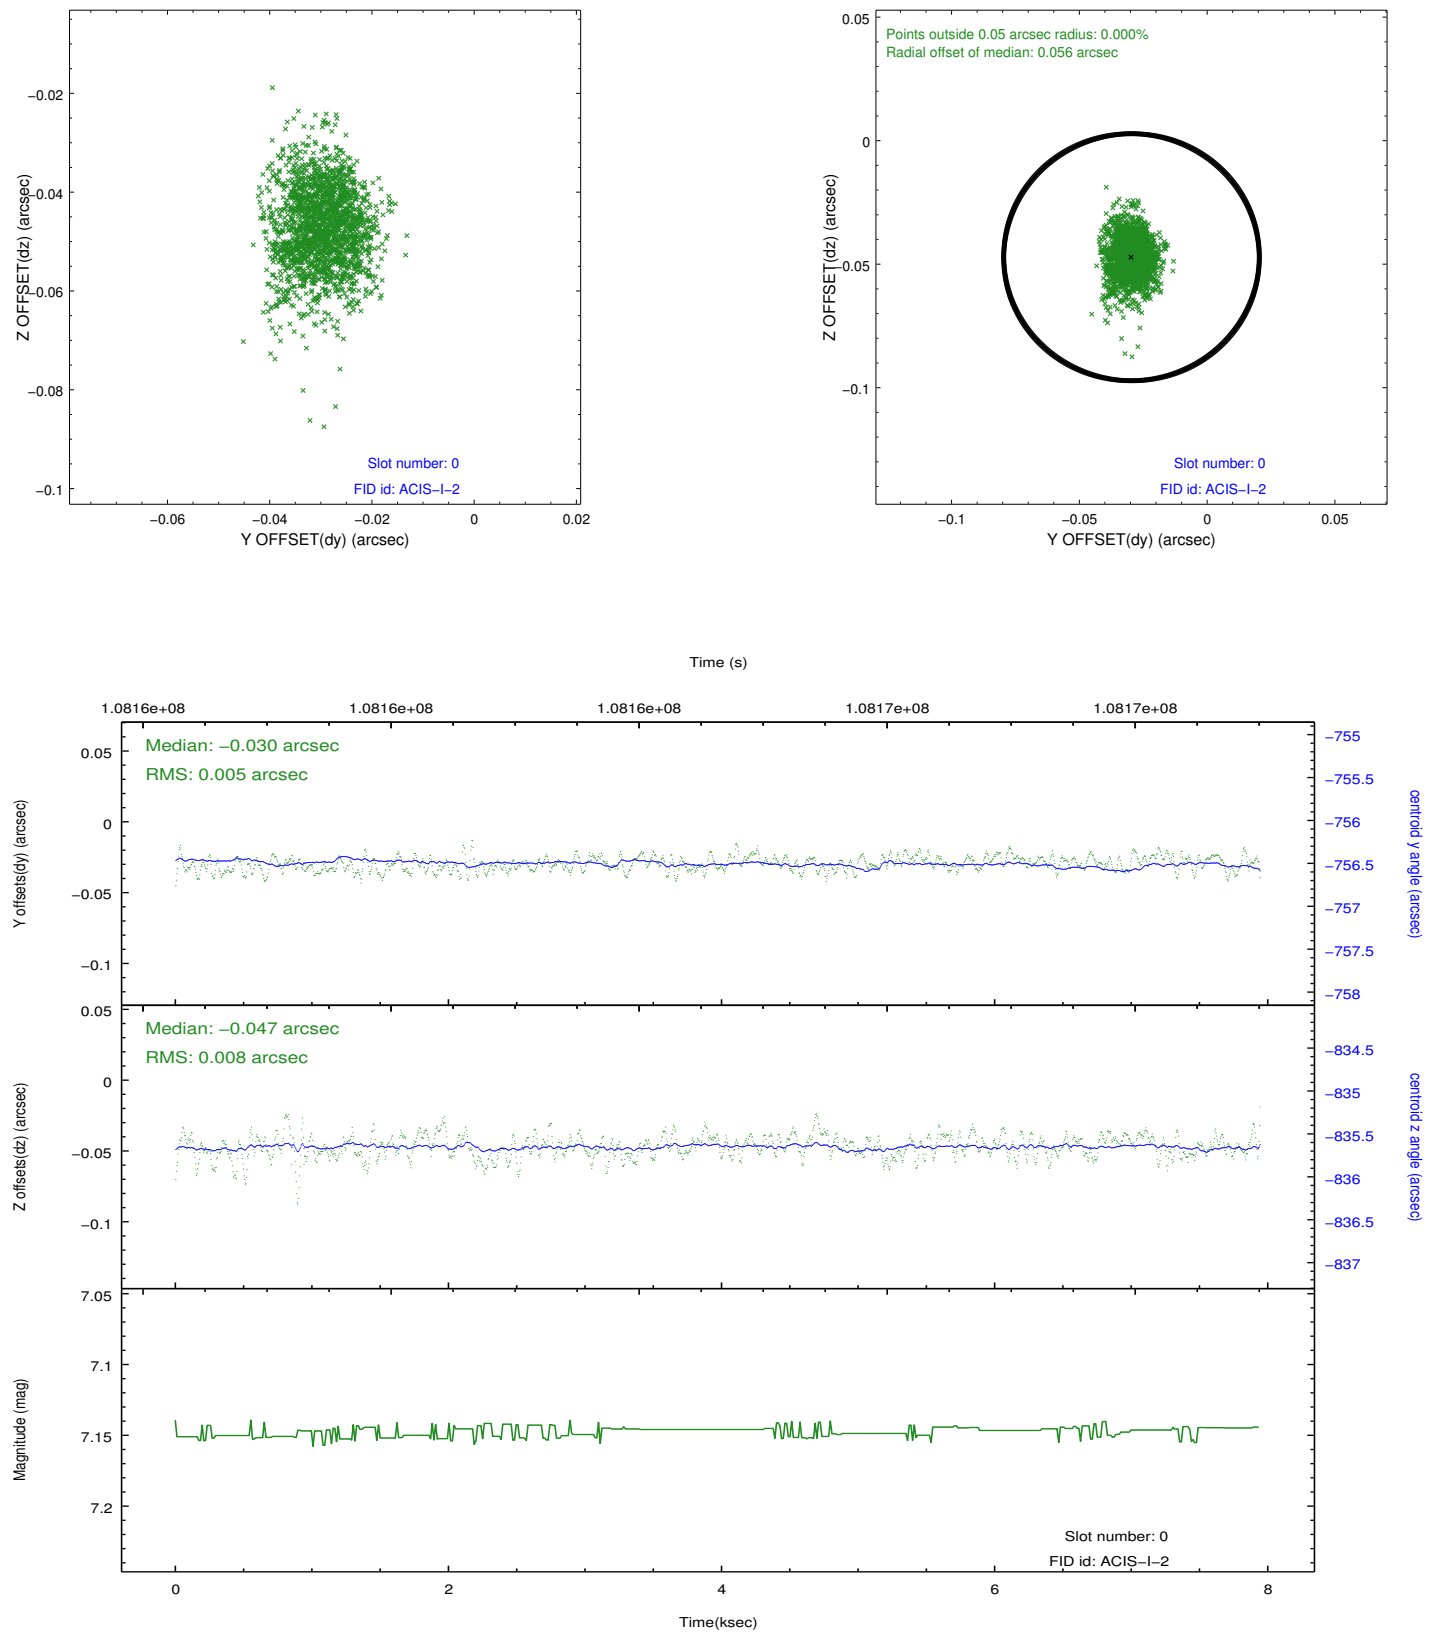 −0.02
−0.04
−0.06
−0.08
−0.1
Z OFFSET(dz) (arcsec)
Slot number: 0
FID id: ACIS−I−2
−0.06
−0.04
−0.02
0
0.02
Y OFFSET(dy) (arcsec)
Points outside 0.05 arcsec radius: 0.000%
Radial offset of median: 0.056 arcsec
0.05
0
−0.05
−0.1
Z OFFSET(dz) (arcsec)
Slot number: 0
FID id: ACIS−I−2
−0.1
−0.05
0
0.05
Y OFFSET(dy) (arcsec)
Time (s)
1.0816e+08
1.0816e+08
1.0816e+08
1.0817e+08
1.0817e+08
Median: −0.030 arcsec
RMS: 0.005 arcsec
0.05
0
−0.05
−0.1
Y offsets(dy) (arcsec)
−755
−755.5
−756
−756.5
−757
−757.5
−758
centroid y angle (arcsec)
Median: −0.047 arcsec
RMS: 0.008 arcsec
0.05
0
−0.05
−0.1
Z offsets(dz) (arcsec)
−834.5
−835
−835.5
−836
−836.5
−837
centroid z angle (arcsec)
7.05
7.1
7.15
7.2
Magnitude (mag)
Slot number: 0
FID id: ACIS−I−2
0
2
4
6
8
Time(ksec)